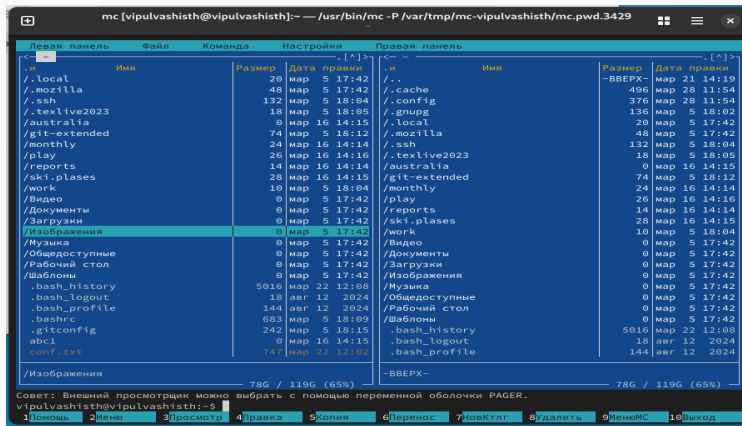 mc [vipulvashisth@vipulvashisth]:~ — /usr/bin/mc -P /var/tmp/mc-vipulvashisth/mc.pwd.3429
~
Левая панель Файл Команда Настройки Правая панель
<— ~ .[^]> <— ~ .[^]>
.и Имя Размер Дата правки .и Имя Размер Дата правки
/.local 20 мар 5 17:42 /.. -ВВЕРХ- мар 21 14:19
/.mozilla 48 мар 5 17:42 /.cache 496 мар 28 11:54
/.ssh 132 мар 5 18:04 /.config 376 мар 28 11:54
/.texlive2023 18 мар 5 18:05 /.gnupg 136 мар 5 18:02
/australia 0 мар 16 14:15 /.local 20 мар 5 17:42
/git-extended 74 мар 5 18:12 /.mozilla 48 мар 5 17:42
/monthly 24 мар 16 14:14 /.ssh 132 мар 5 18:04
/play 26 мар 16 14:16 /.texlive2023 18 мар 5 18:05
/reports 14 мар 16 14:14 /australia 0 мар 16 14:15
/ski.plases 28 мар 16 14:15 /git-extended 74 мар 5 18:12
/work 10 мар 5 18:04 /monthly 24 мар 16 14:14
/Видео 0 мар 5 17:42 /play 26 мар 16 14:16
/Документы 0 мар 5 17:42 /reports 14 мар 16 14:14
/Загрузки 0 мар 5 17:42 /ski.plases 28 мар 16 14:15
/Изображения 0 мар 5 17:42 /work 10 мар 5 18:04
/Музыка 0 мар 5 17:42 /Видео 0 мар 5 17:42
/Общедоступные 0 мар 5 17:42 /Документы 0 мар 5 17:42
/Рабочий стол 0 мар 5 17:42 /Загрузки 0 мар 5 17:42
/Шаблоны 0 мар 5 17:42 /Изображения 0 мар 5 17:42
.bash_history 5016 мар 22 12:08 /Музыка 0 мар 5 17:42
.bash_logout 18 авг 12 2024 /Общедоступные 0 мар 5 17:42
.bash_profile 144 авг 12 2024 /Рабочий стол 0 мар 5 17:42
.bashrc 683 мар 5 18:09 /Шаблоны 0 мар 5 17:42
.gitconfig 242 мар 5 18:15 .bash_history 5016 мар 22 12:08
abc1 0 мар 16 14:15 .bash_logout 18 авг 12 2024
conf.txt 747 мар 22 12:02 .bash_profile 144 авг 12 2024
/Изображения -ВВЕРХ-
78G / 119G (65%) 78G / 119G (65%)
Совет: Внешний просмотрщик можно выбрать с помощью переменной оболочки PAGER.
vipulvashisth@vipulvashisth:~$
1Помощь 2Меню 3Просмотр 4Правка 5Копия 6Перенос 7НовКтлг 8Удалить 9МенюМС 10Выход